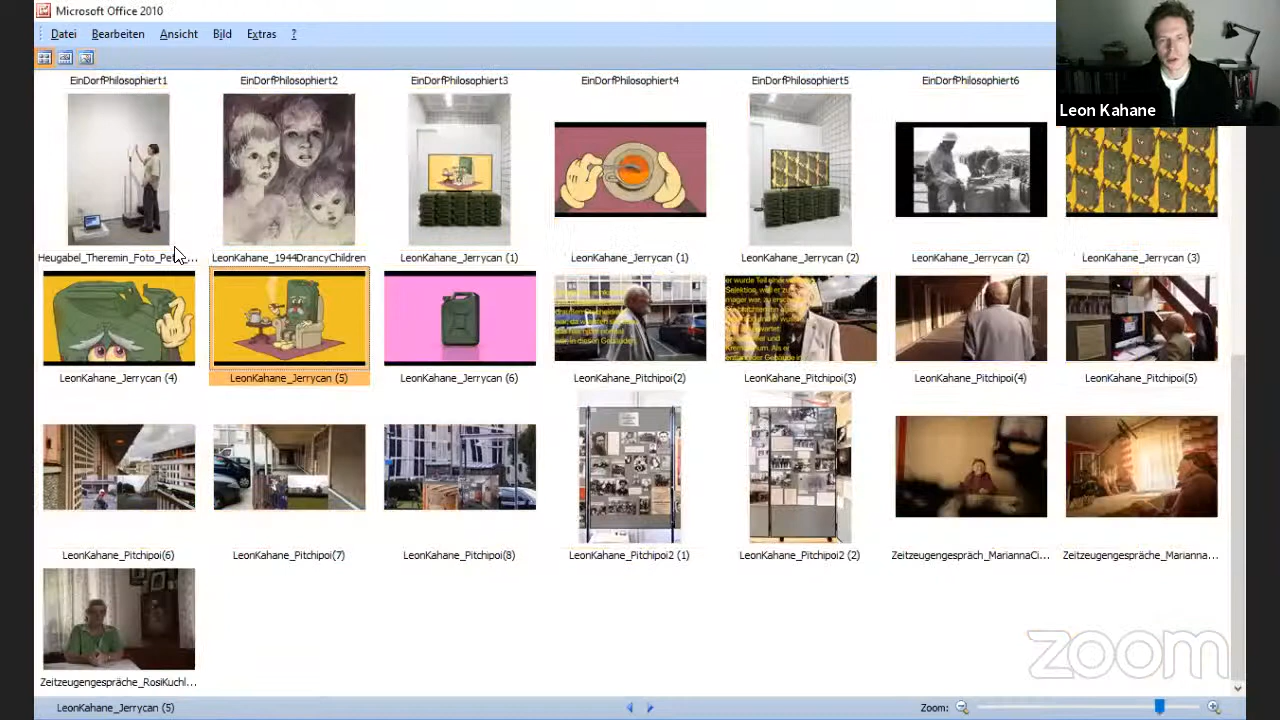 Microsoft Office 2010
Datei Bearbeiten Ansicht Bild Extras ?
Leon Kahane
EinDorfPhilosophiert1 EinDorfPhilosophiert2 EinDorfPhilosophiert3 EinDorfPhilosophiert4 EinDorfPhilosophiert5 EinDorfPhilosophiert6
Heugabel_Theremin_Foto_Pe... LeonKahane_1944DrancyChildren LeonKahane_Jerrycan (1) LeonKahane_Jerrycan (1) LeonKahane_Jerrycan (2) LeonKahane_Jerrycan (2) LeonKahane_Jerrycan (3)
LeonKahane_Jerrycan (4) LeonKahane_Jerrycan (5) LeonKahane_Jerrycan (6) LeonKahane_Pitchipoi(2) LeonKahane_Pitchipoi(3) LeonKahane_Pitchipoi(4) LeonKahane_Pitchipoi(5)
LeonKahane_Pitchipoi(6) LeonKahane_Pitchipoi(7) LeonKahane_Pitchipoi(8) LeonKahane_Pitchipoi2 (1) LeonKahane_Pitchipoi2 (2) Zeitzeugengespräch_MariannaCi... Zeitzeugengespräche_Marianna...
Zeitzeugengespräche_RosiKuchl...
zoom
LeonKahane_Jerrycan (5) Zoom: